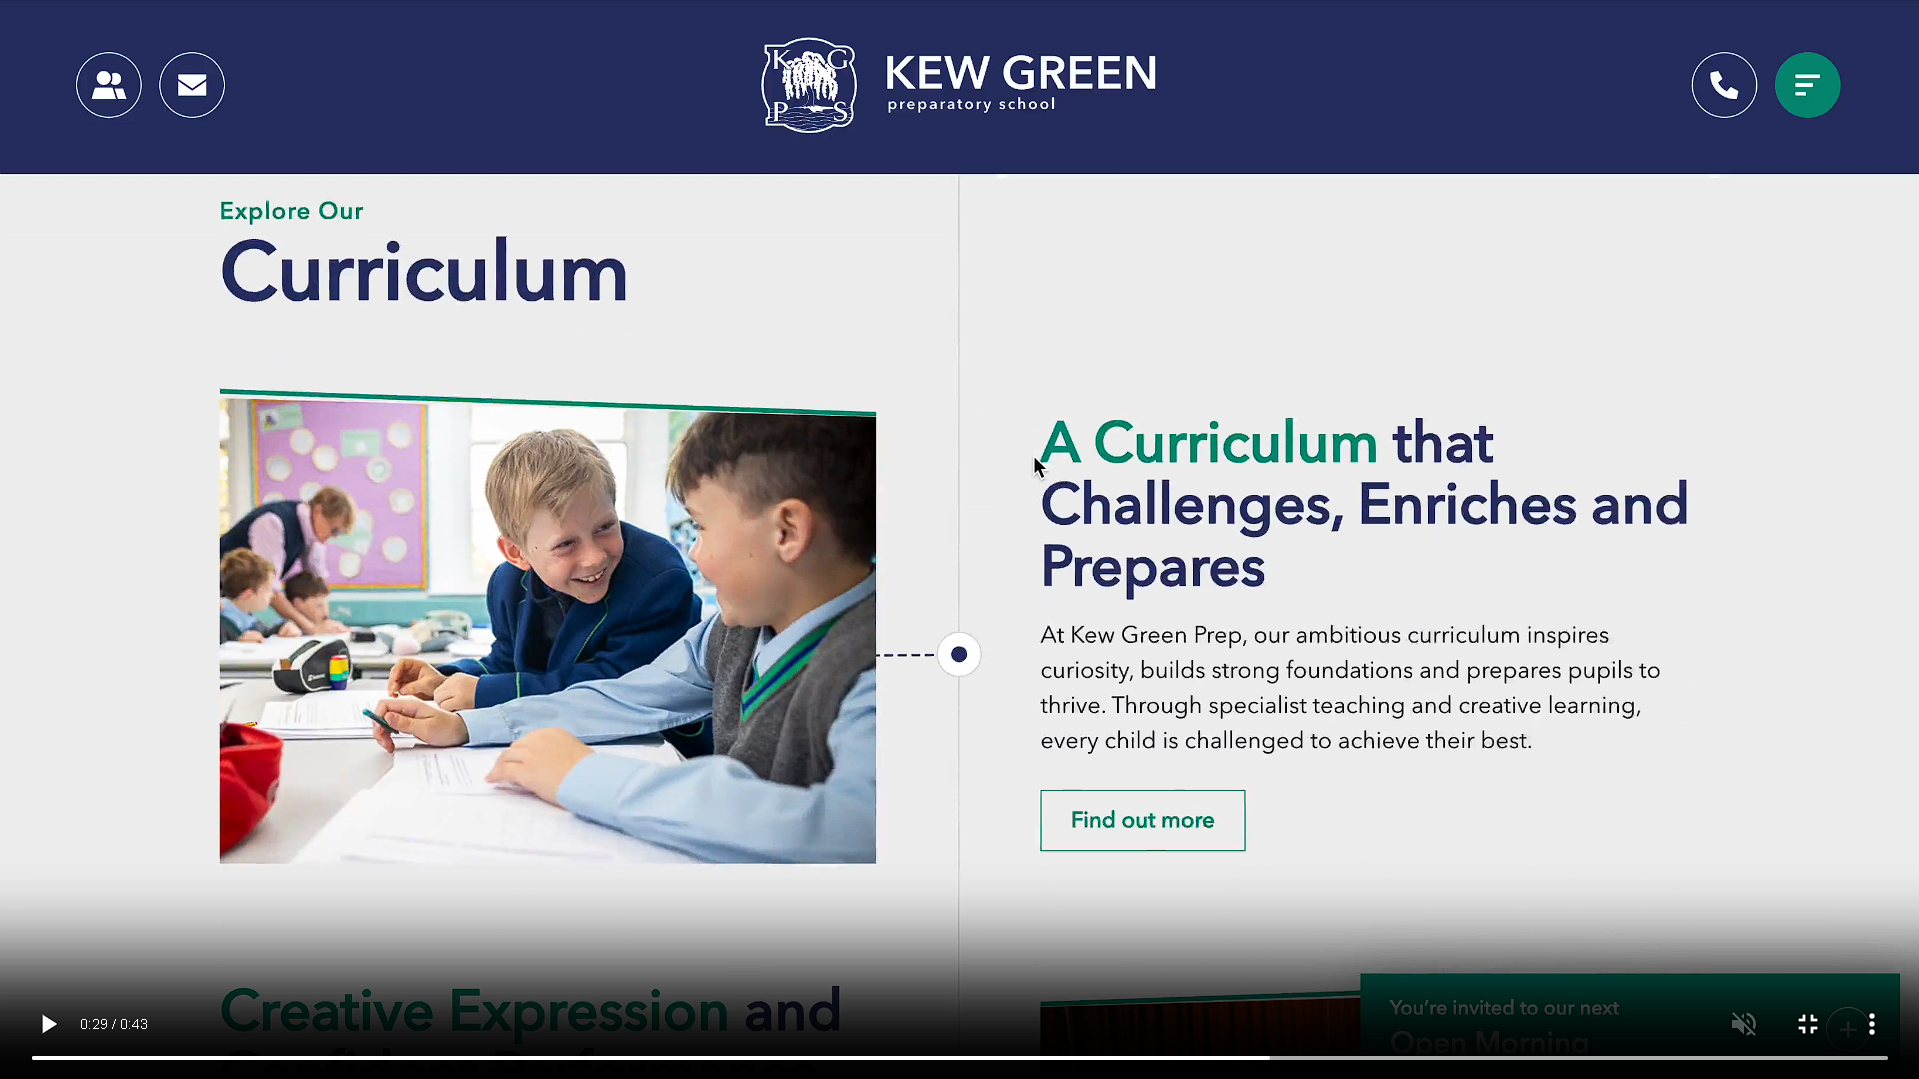 K G
P S
KEW GREEN
preparatory school
Explore Our
Curriculum
A Curriculum that
Challenges, Enriches and
Prepares
At Kew Green Prep, our ambitious curriculum inspires
curiosity, builds strong foundations and prepares pupils to
thrive. Through specialist teaching and creative learning,
every child is challenged to achieve their best.
Find out more
Creative Expression and
You're invited to our next
Open Morning
0:29 / 0:43